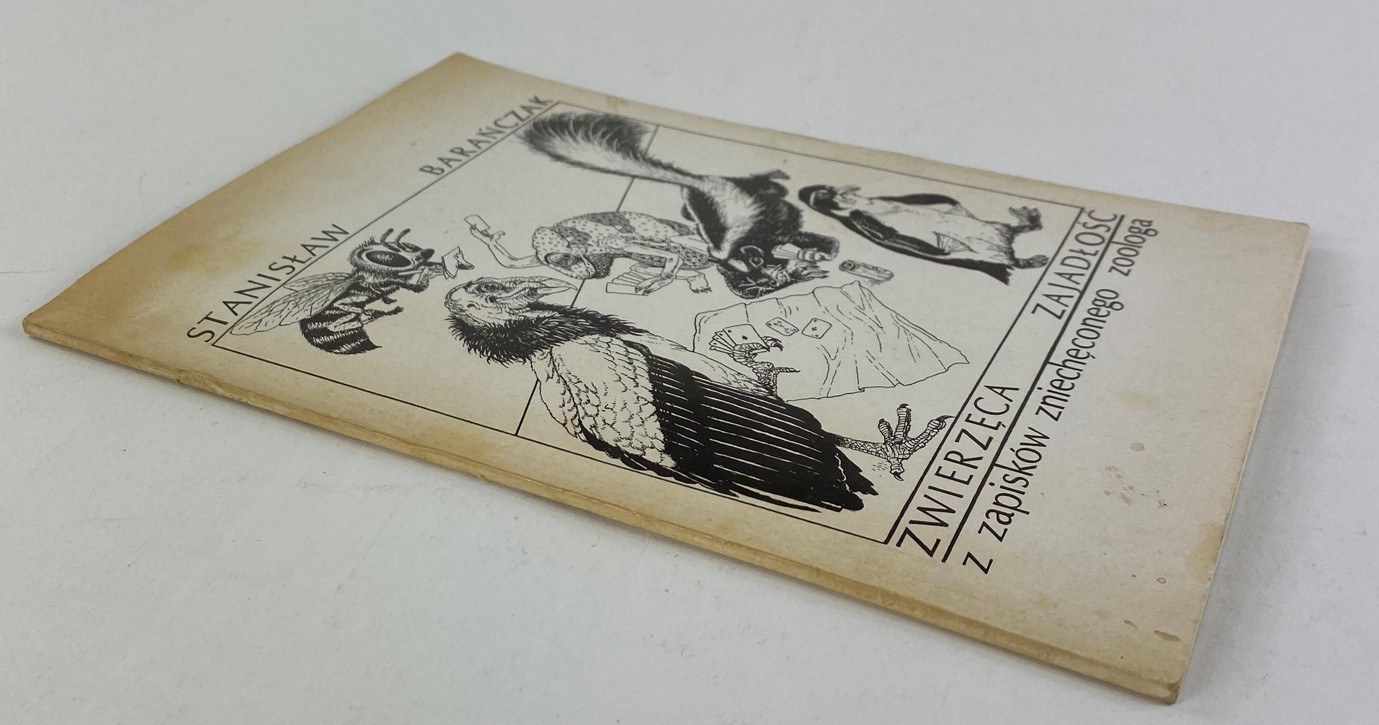 STANISŁAW BARAŃCZAK
ZWIERZĘCA ZAJADŁOŚĆ
z zapisków zniechęconego zoologa